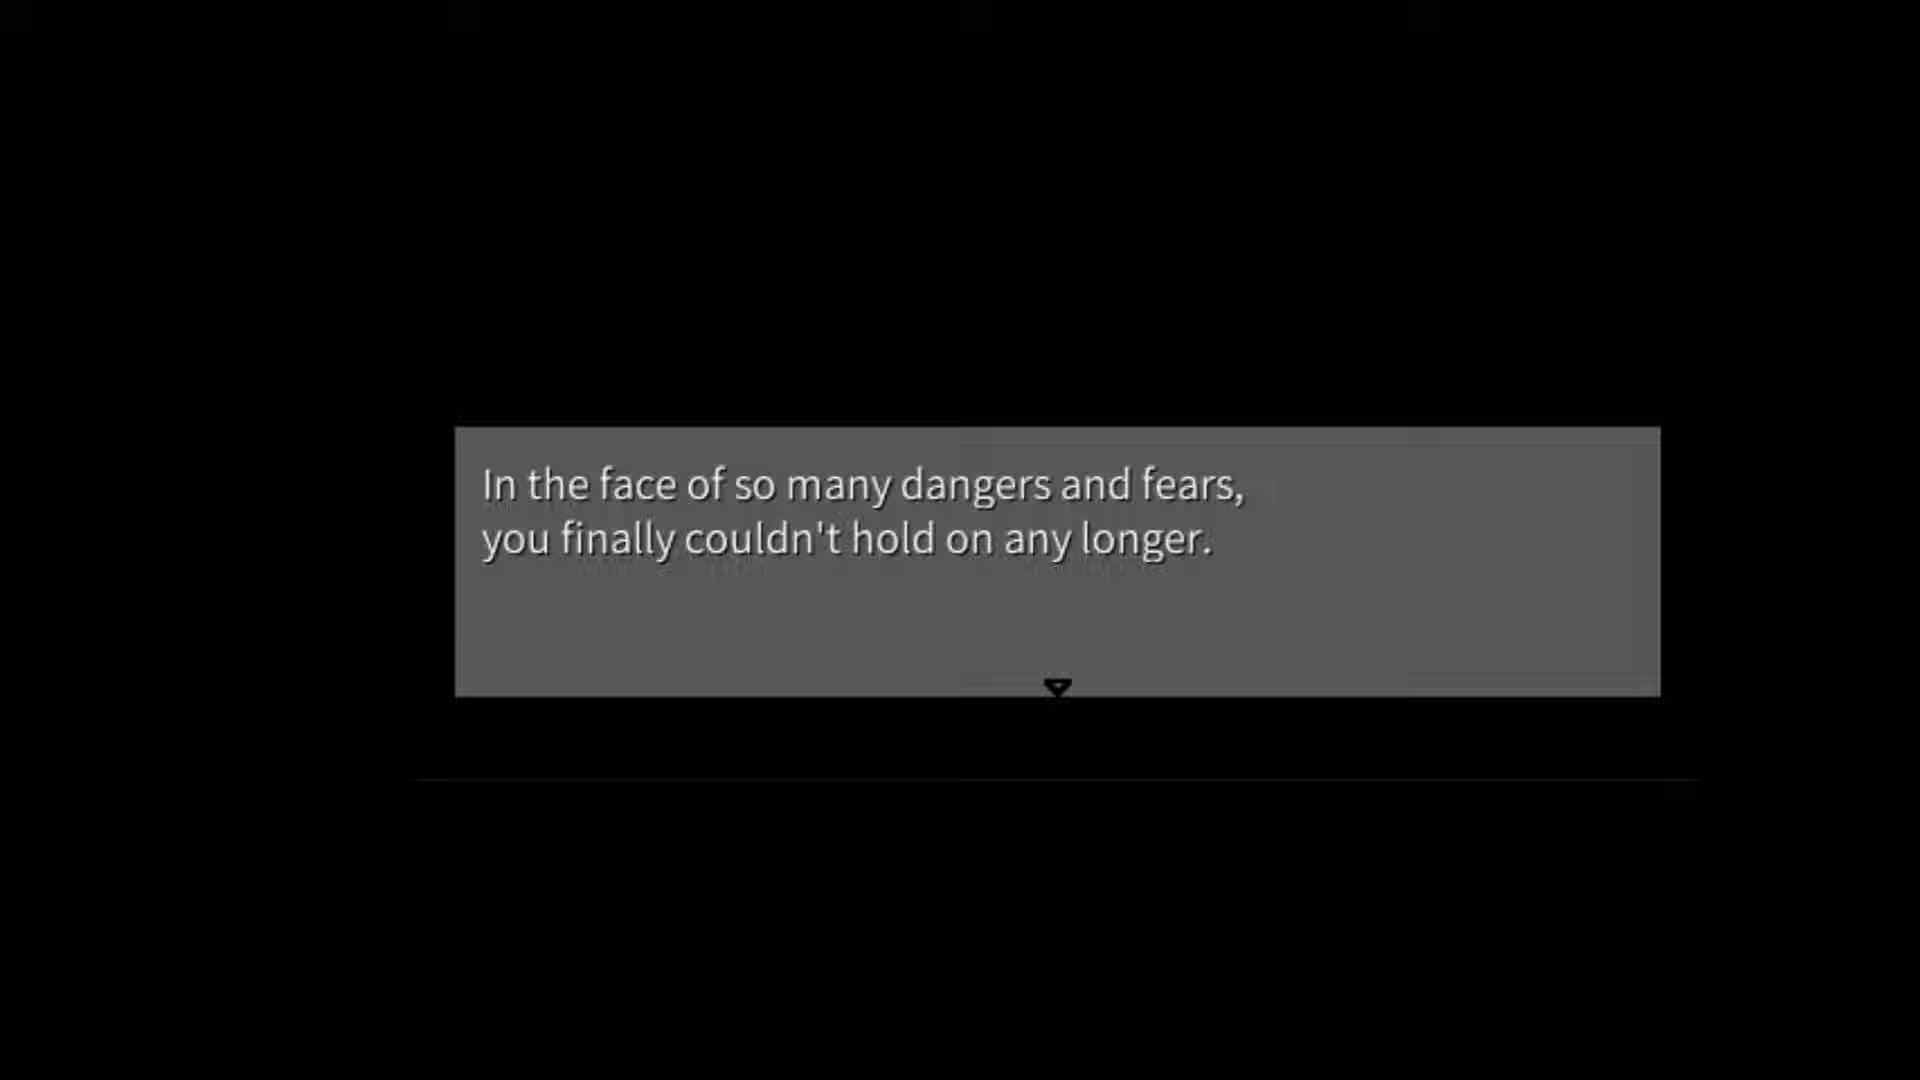 In the face of so many dangers and fears,
you finally couldn't hold on any longer.